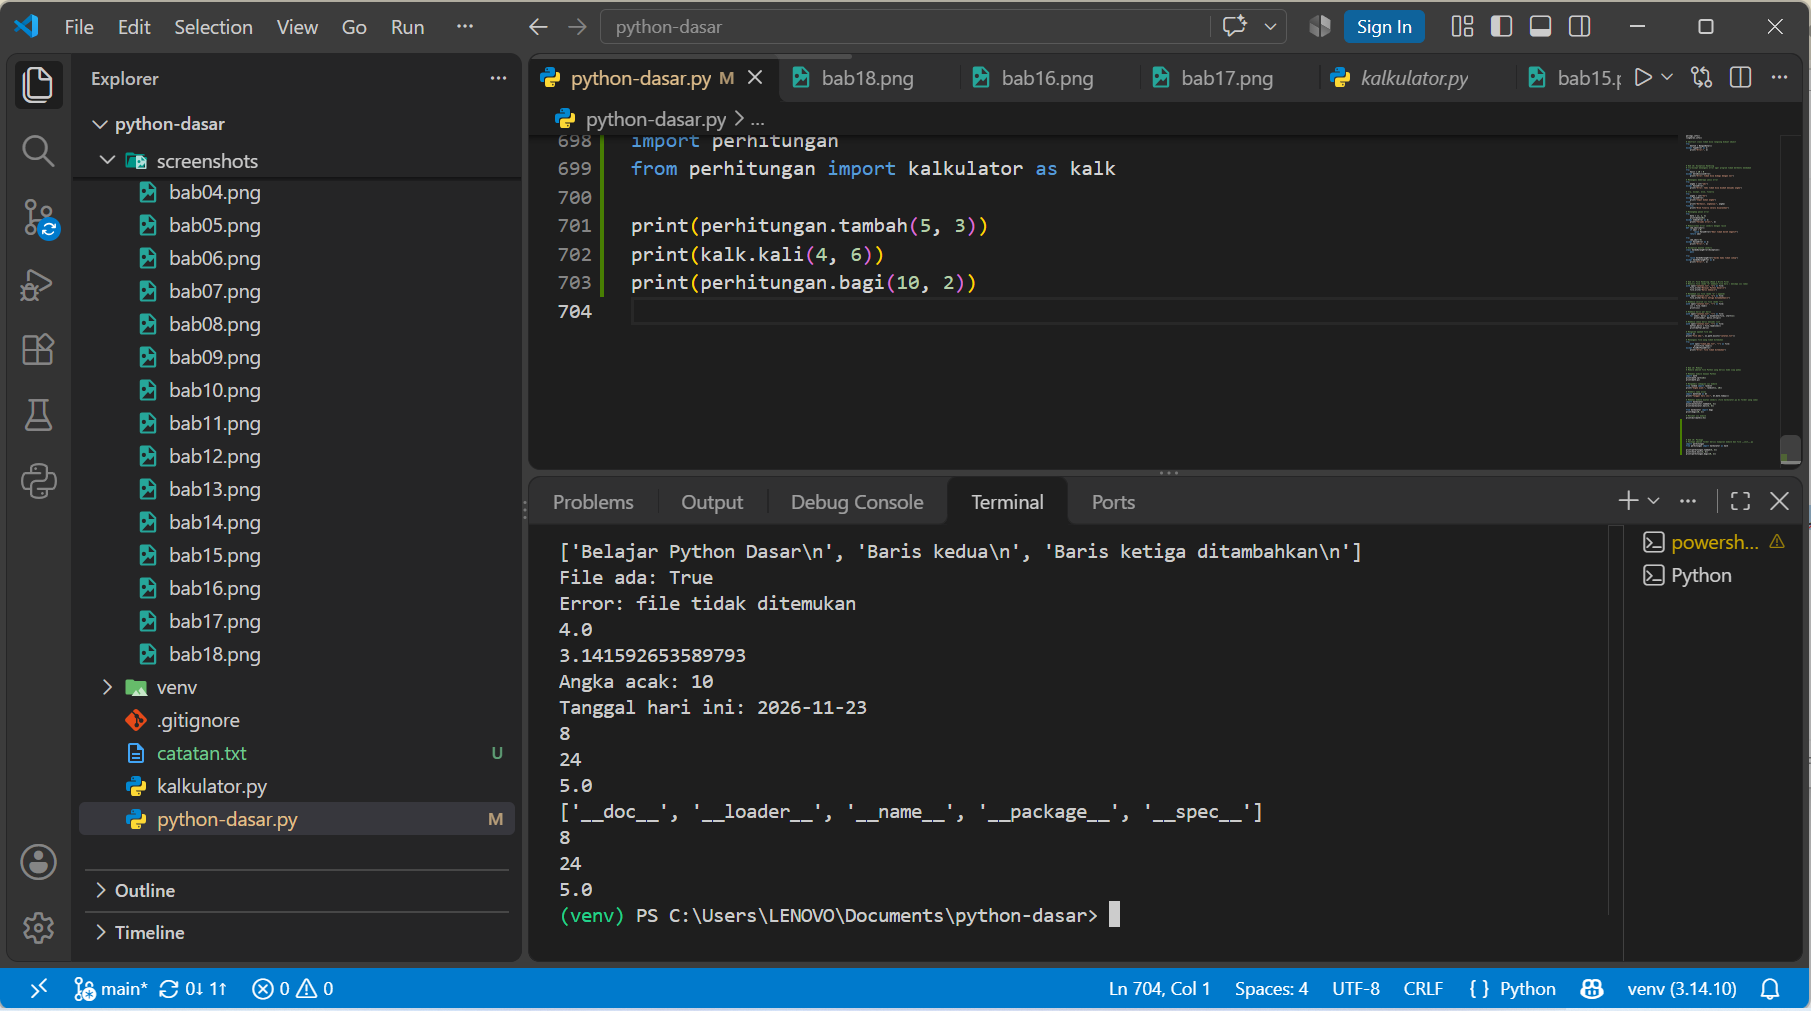 File Edit Selection View Go Run ···
python-dasar
Sign In
Explorer
python-dasar
screenshots
bab04.png
bab05.png
bab06.png
bab07.png
bab08.png
bab09.png
bab10.png
bab11.png
bab12.png
bab13.png
bab14.png
bab15.png
bab16.png
bab17.png
bab18.png
venv
.gitignore
catatan.txt U
kalkulator.py
python-dasar.py M
Outline
Timeline
python-dasar.py M bab18.png bab16.png bab17.png kalkulator.py bab15.p
python-dasar.py > ...
698 import perhitungan
699 from perhitungan import kalkulator as kalk
700
701 print(perhitungan.tambah(5, 3))
702 print(kalk.kali(4, 6))
703 print(perhitungan.bagi(10, 2))
704
Problems Output Debug Console Terminal Ports
['Belajar Python Dasar\n', 'Baris kedua\n', 'Baris ketiga ditambahkan\n']
File ada: True
Error: file tidak ditemukan
4.0
3.141592653589793
Angka acak: 10
Tanggal hari ini: 2026-11-23
8
24
5.0
['__doc__', '__loader__', '__name__', '__package__', '__spec__']
8
24
5.0
(venv) PS C:\Users\LENOVO\Documents\python-dasar>
powersh...
Python
main* 0↓ 1↑ 0 0
Ln 704, Col 1 Spaces: 4 UTF-8 CRLF { } Python venv (3.14.10)